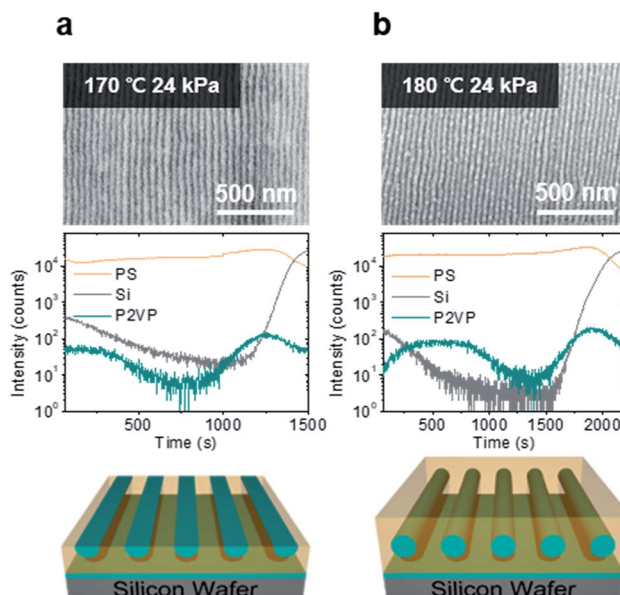 a
170 ℃ 24 kPa
500 nm
Intensity (counts)
10⁴
10³
10²
10¹
10⁰
PS
Si
P2VP
500
1000
1500
Time (s)
Silicon Wafer
b
180 ℃ 24 kPa
500 nm
Intensity (counts)
10⁴
10³
10²
10¹
10⁰
PS
Si
P2VP
500
1000
1500
2000
Time (s)
Silicon Wafer